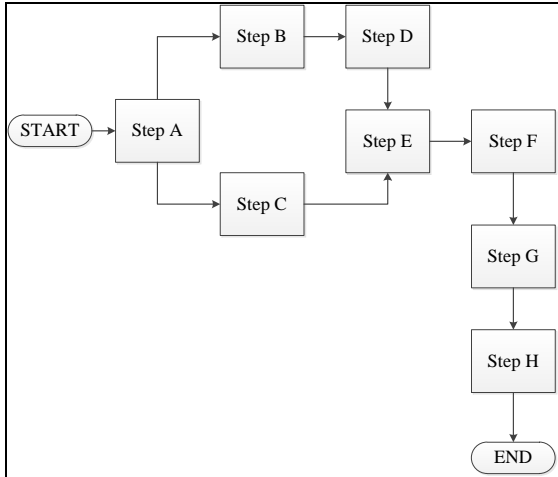 Step B
Step D
START
Step A
Step E
Step F
Step C
Step G
Step H
END